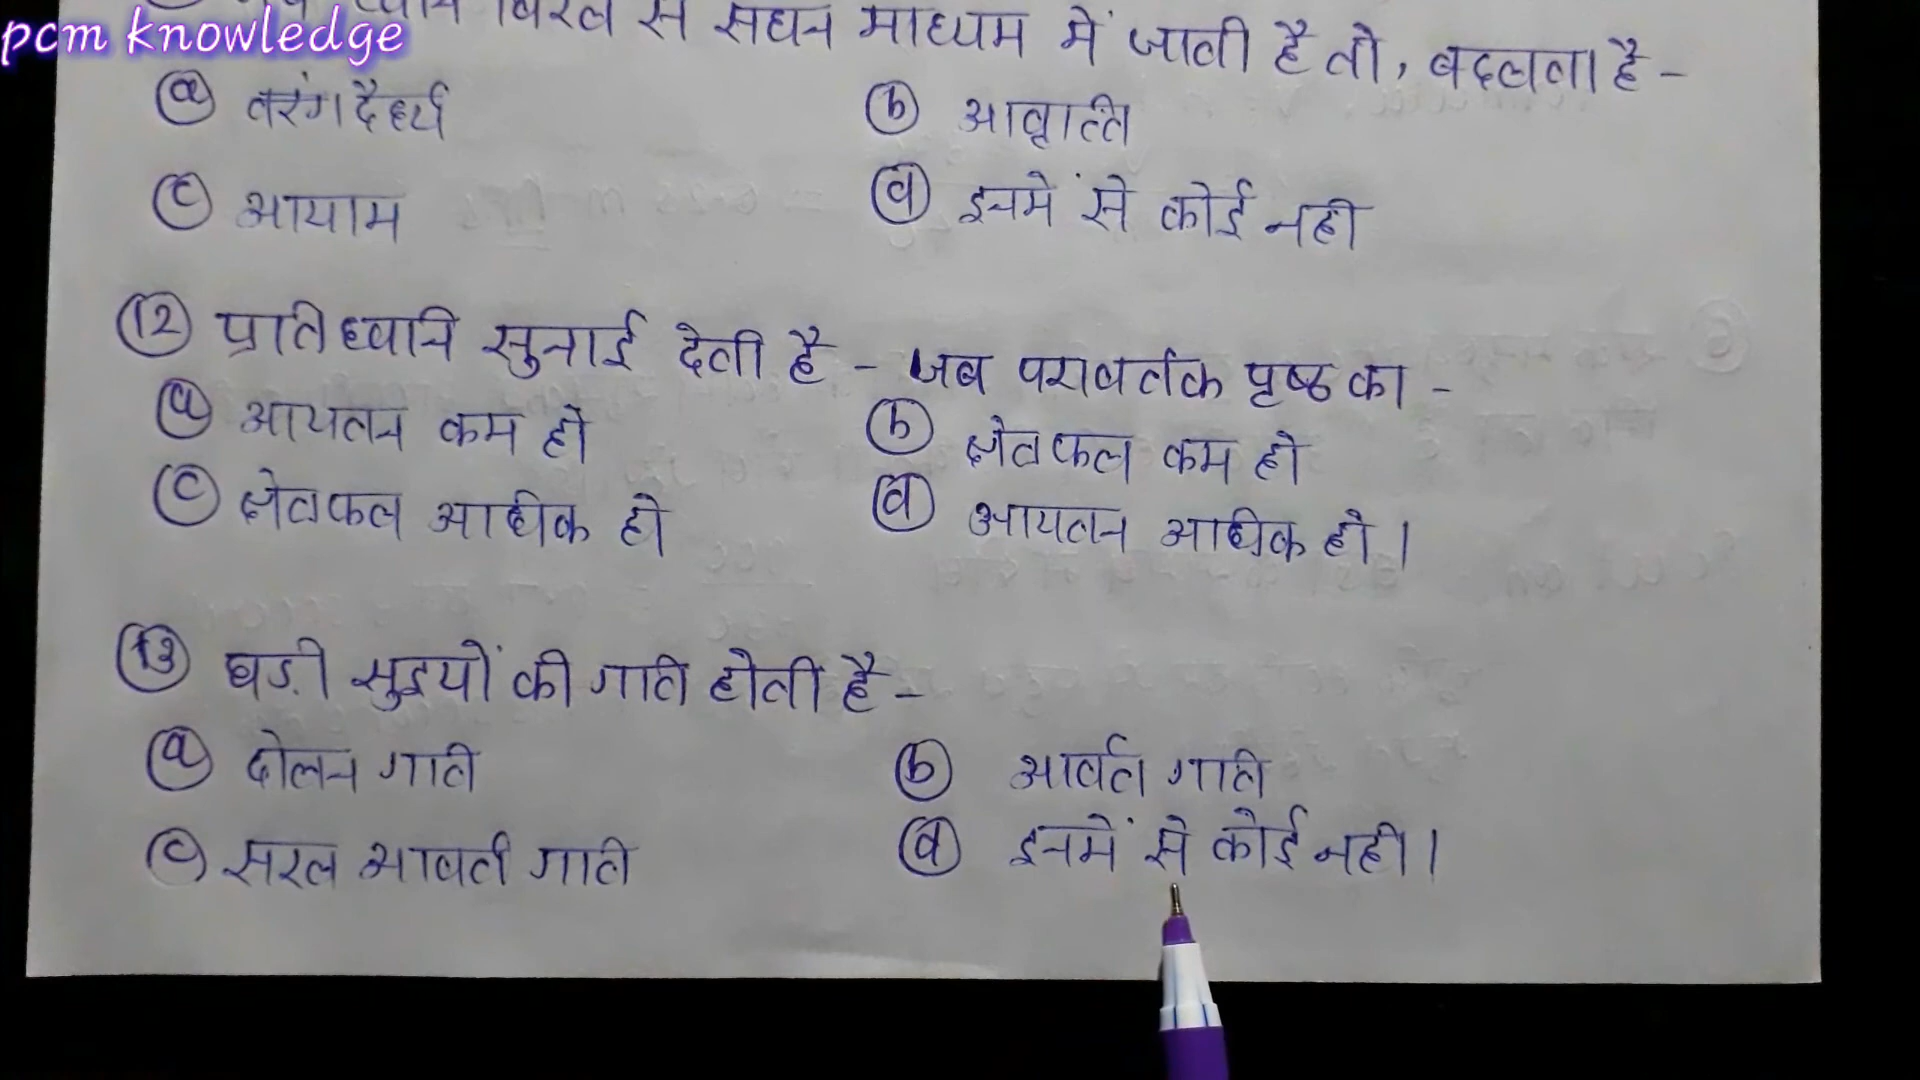 pcm knowledge
विरल से सघन माध्यम में जाती है तो, बदलता है -
(a) तरंगदैर्ध्य (b) आवृत्ति
(c) आयाम (d) इनमें से कोई नही
(12) प्रतिध्वनि सुनाई देती है - जब परावर्तक पृष्ठ का -
(a) आयतन कम हो (b) क्षेत्रफल कम हो
(c) क्षेत्रफल अधिक हो (d) आयतन अधिक हो।
(13) घड़ी सुइयों की गति होती है -
(a) दोलन गति (b) आर्वत गति
(c) सरल आवर्त गति (d) इनमें से कोई नही।